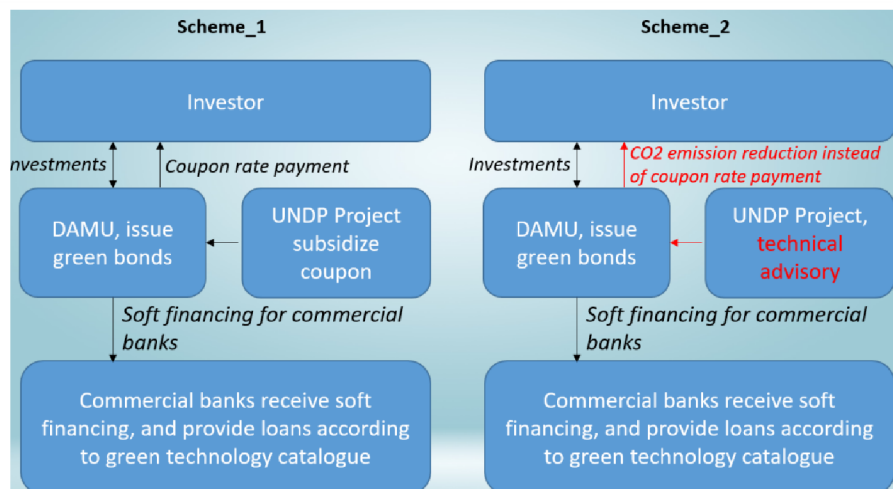 Scheme_1
Investor
nvestments
Coupon rate payment
DAMU, issue
green bonds
UNDP Project
subsidize
coupon
Soft financing for commercial
banks
Commercial banks receive soft
financing, and provide loans according
to green technology catalogue
Scheme_2
Investor
Investments
CO2 emission reduction instead
of coupon rate payment
DAMU, issue
green bonds
UNDP Project,
technical
advisory
Soft financing for commercial
banks
Commercial banks receive soft
financing, and provide loans according
to green technology catalogue